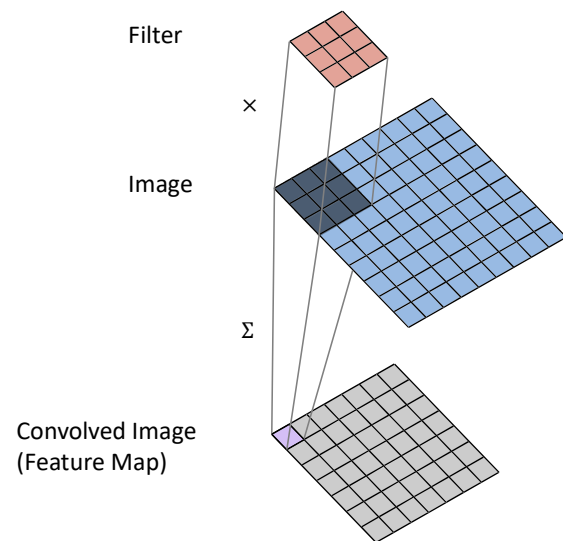 Filter
×
Image
Σ
Convolved Image
(Feature Map)